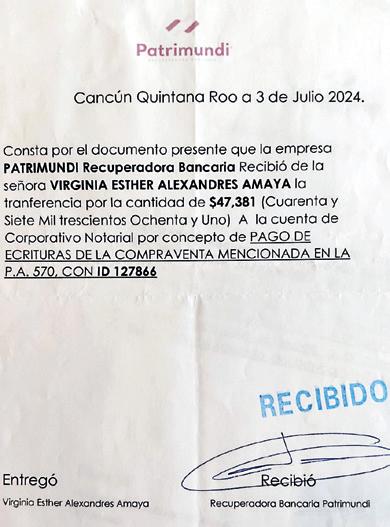 Patrimundi
Cancún Quintana Roo a 3 de Julio 2024.
Consta por el documento presente que la empresa
PATRIMUNDI Recuperadora Bancaria Recibió de la
señora VIRGINIA ESTHER ALEXANDRES AMAYA la
tranferencia por la cantidad de $47,381 (Cuarenta y
Siete Mil trescientos Ochenta y Uno) A la cuenta de
Corporativo Notarial por concepto de PAGO DE
ECRITURAS DE LA COMPRAVENTA MENCIONADA EN LA
P.A. 570, CON ID 127866
RECIBIDO
Entregó
Recibió
Virginia Esther Alexandres Amaya
Recuperadora Bancaria Patrimundi